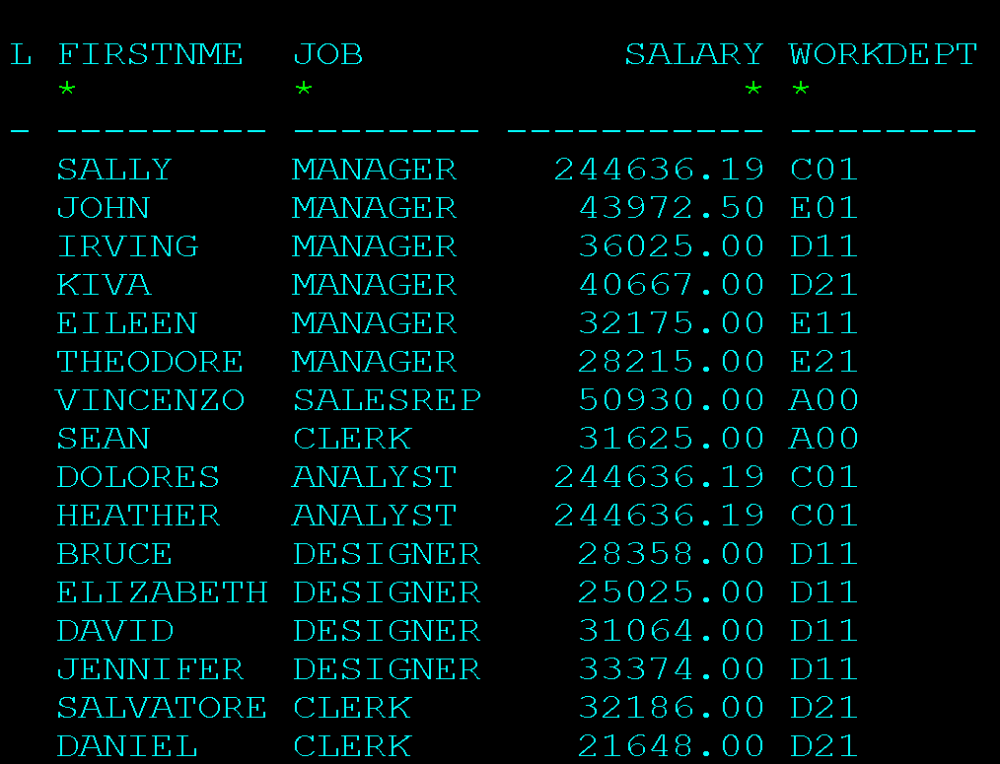 L FIRSTNME  JOB           SALARY WORKDEPT
  *         *                  * *
- --------- -------- ----------- --------
  SALLY     MANAGER    244636.19 C01
  JOHN      MANAGER     43972.50 E01
  IRVING    MANAGER     36025.00 D11
  KIVA      MANAGER     40667.00 D21
  EILEEN    MANAGER     32175.00 E11
  THEODORE  MANAGER     28215.00 E21
  VINCENZO  SALESREP    50930.00 A00
  SEAN      CLERK       31625.00 A00
  DOLORES   ANALYST    244636.19 C01
  HEATHER   ANALYST    244636.19 C01
  BRUCE     DESIGNER    28358.00 D11
  ELIZABETH DESIGNER    25025.00 D11
  DAVID     DESIGNER    31064.00 D11
  JENNIFER  DESIGNER    33374.00 D11
  SALVATORE CLERK       32186.00 D21
  DANIEL    CLERK       21648.00 D21